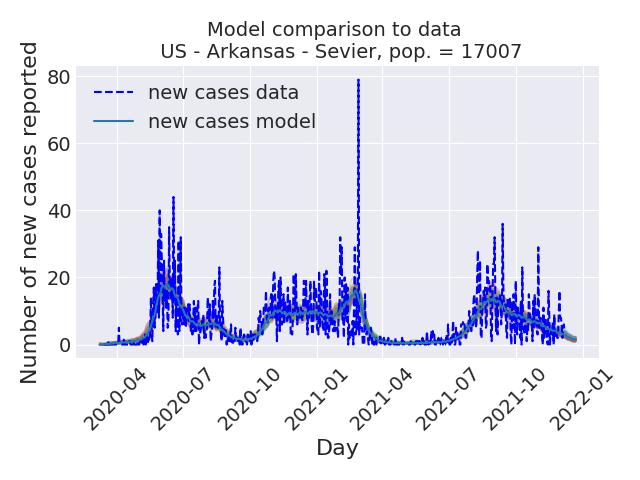 Model comparison to data
US - Arkansas - Sevier, pop. = 17007
new cases data
new cases model
Number of new cases reported
80
60
40
20
0
2020-04
2020-07
2020-10
2021-01
2021-04
2021-07
2021-10
2022-01
Day